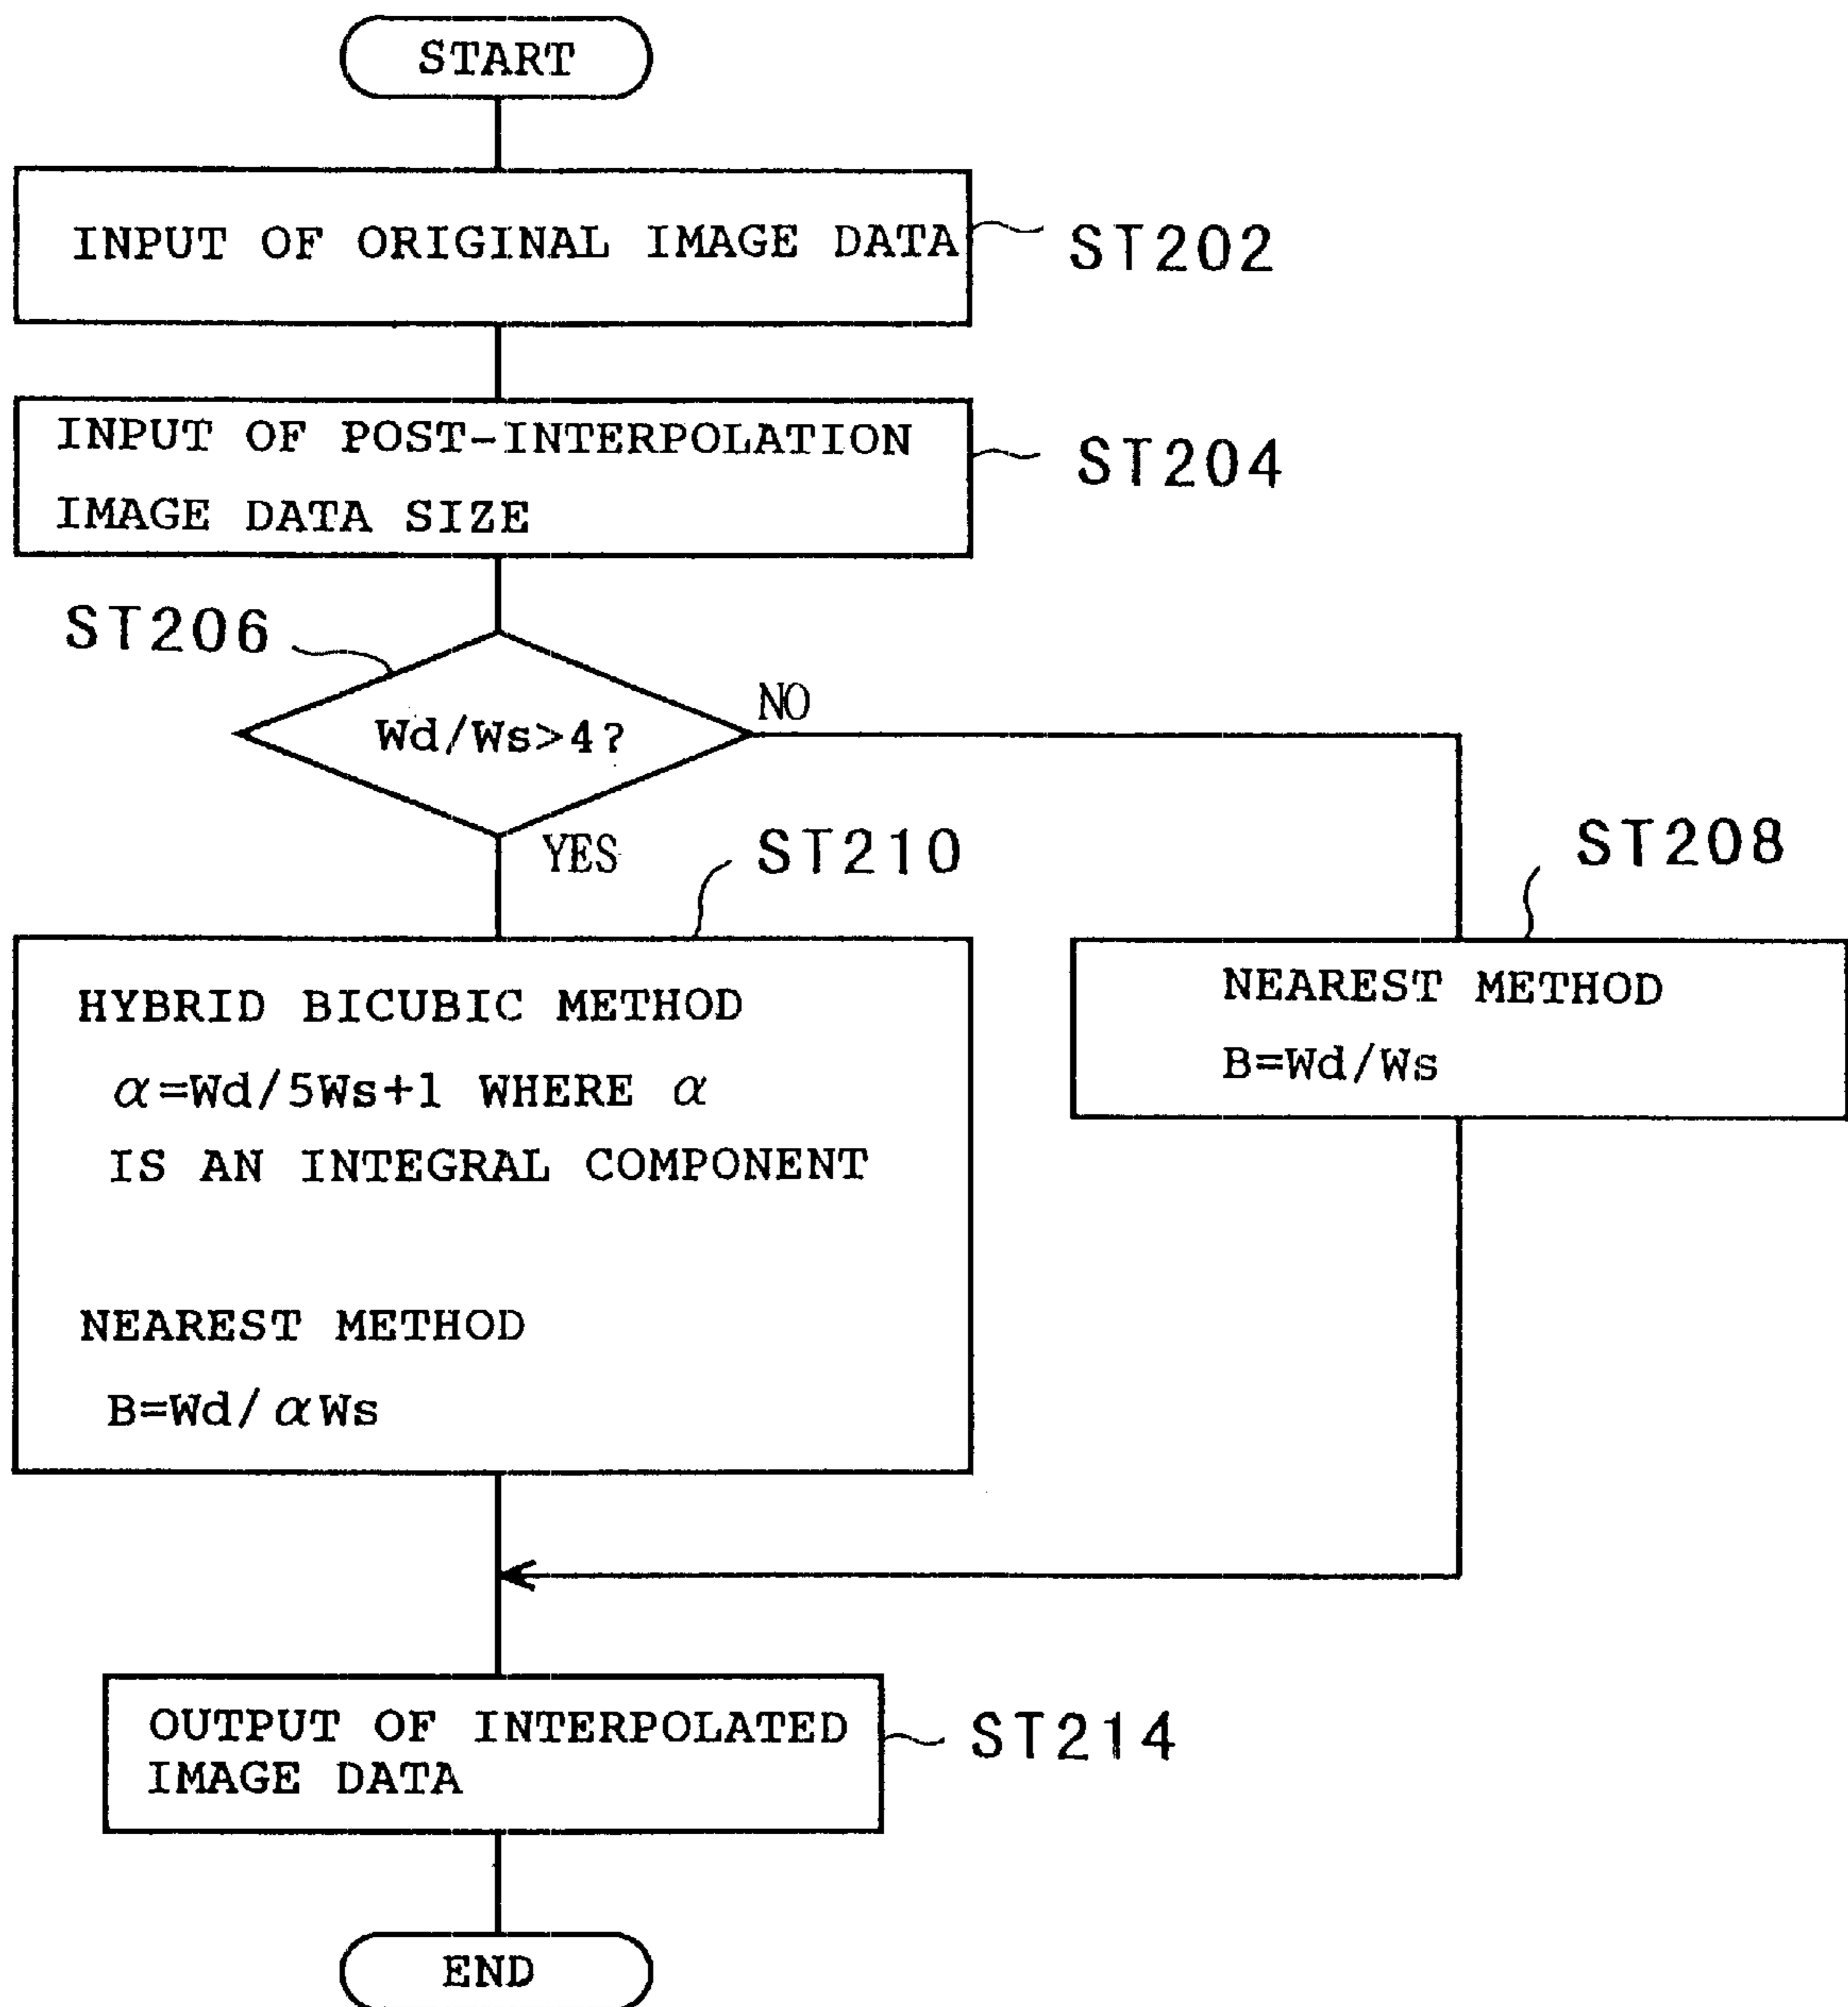 START
INPUT OF ORIGINAL IMAGE DATA
ST202
INPUT OF POST-INTERPOLATION
IMAGE DATA SIZE
ST204
ST206
Wd/Ws>4?
NO
YES
ST210
ST208
HYBRID BICUBIC METHOD
α=Wd/5Ws+1 WHERE α
IS AN INTEGRAL COMPONENT
NEAREST METHOD
B=Wd/αWs
NEAREST METHOD
B=Wd/Ws
OUTPUT OF INTERPOLATED
IMAGE DATA
ST214
END